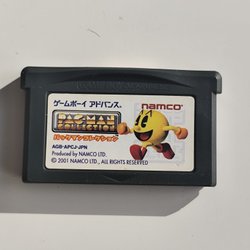 ゲームボーイ アドバンス
namco
PAC-MAN
COLLECTION
パックマンコレクション
AGB-APCJ-JPN
Produced by NAMCO LTD.
© 2001 NAMCO LTD., ALL RIGHTS RESERVED